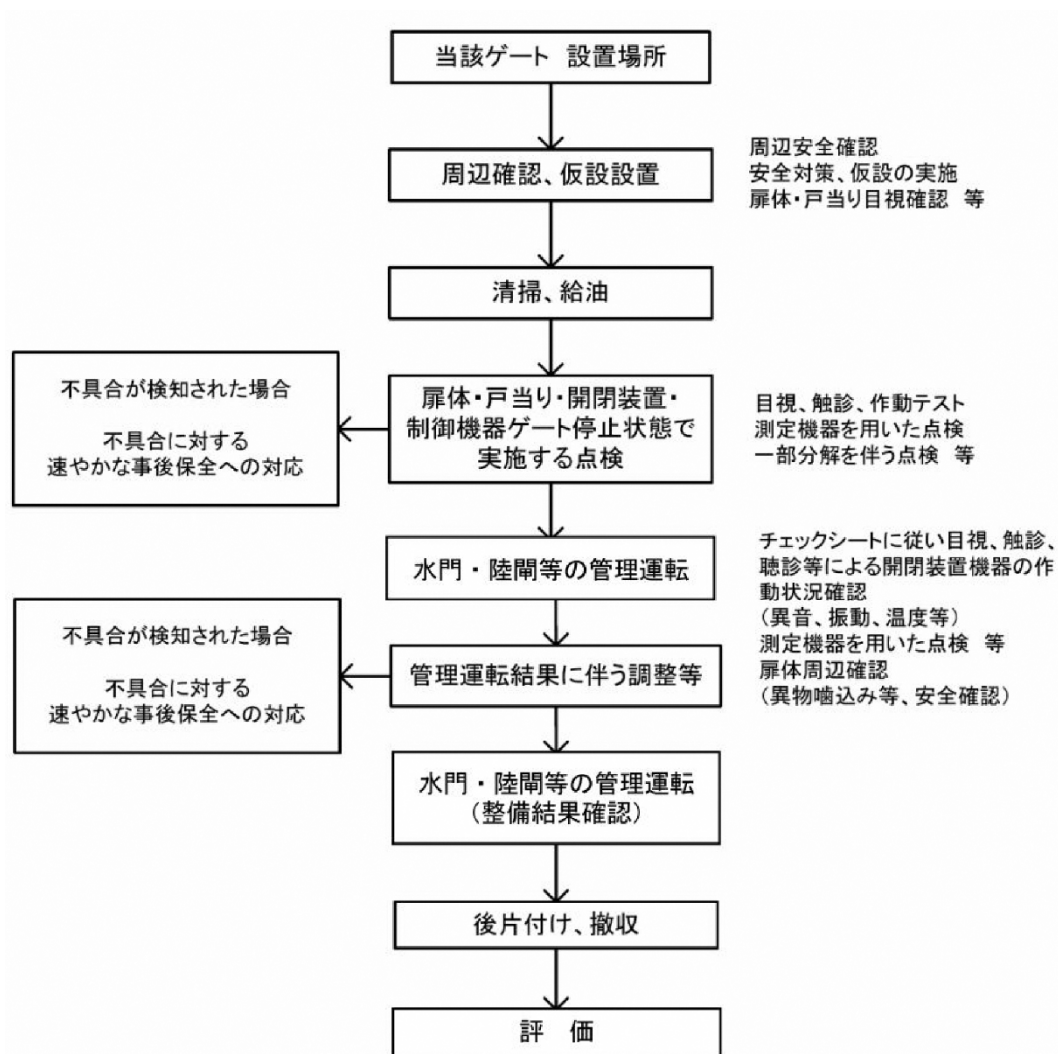 当該ゲート 設置場所
周辺確認、仮設設置
周辺安全確認
安全対策、仮設の実施
扉体・戸当り目視確認 等
清掃、給油
不具合が検知された場合
不具合に対する
速やかな事後保全への対応
扉体・戸当り・開閉装置・
制御機器ゲート停止状態で
実施する点検
目視、触診、作動テスト
測定機器を用いた点検
一部分解を伴う点検 等
水門・陸閘等の管理運転
チェックシートに従い目視、触診、
聴診等による開閉装置機器の作
動状況確認
(異音、振動、温度等)
測定機器を用いた点検 等
扉体周辺確認
(異物噛込み等、安全確認)
不具合が検知された場合
不具合に対する
速やかな事後保全への対応
管理運転結果に伴う調整等
水門・陸閘等の管理運転
(整備結果確認)
後片付け、撤収
評 価